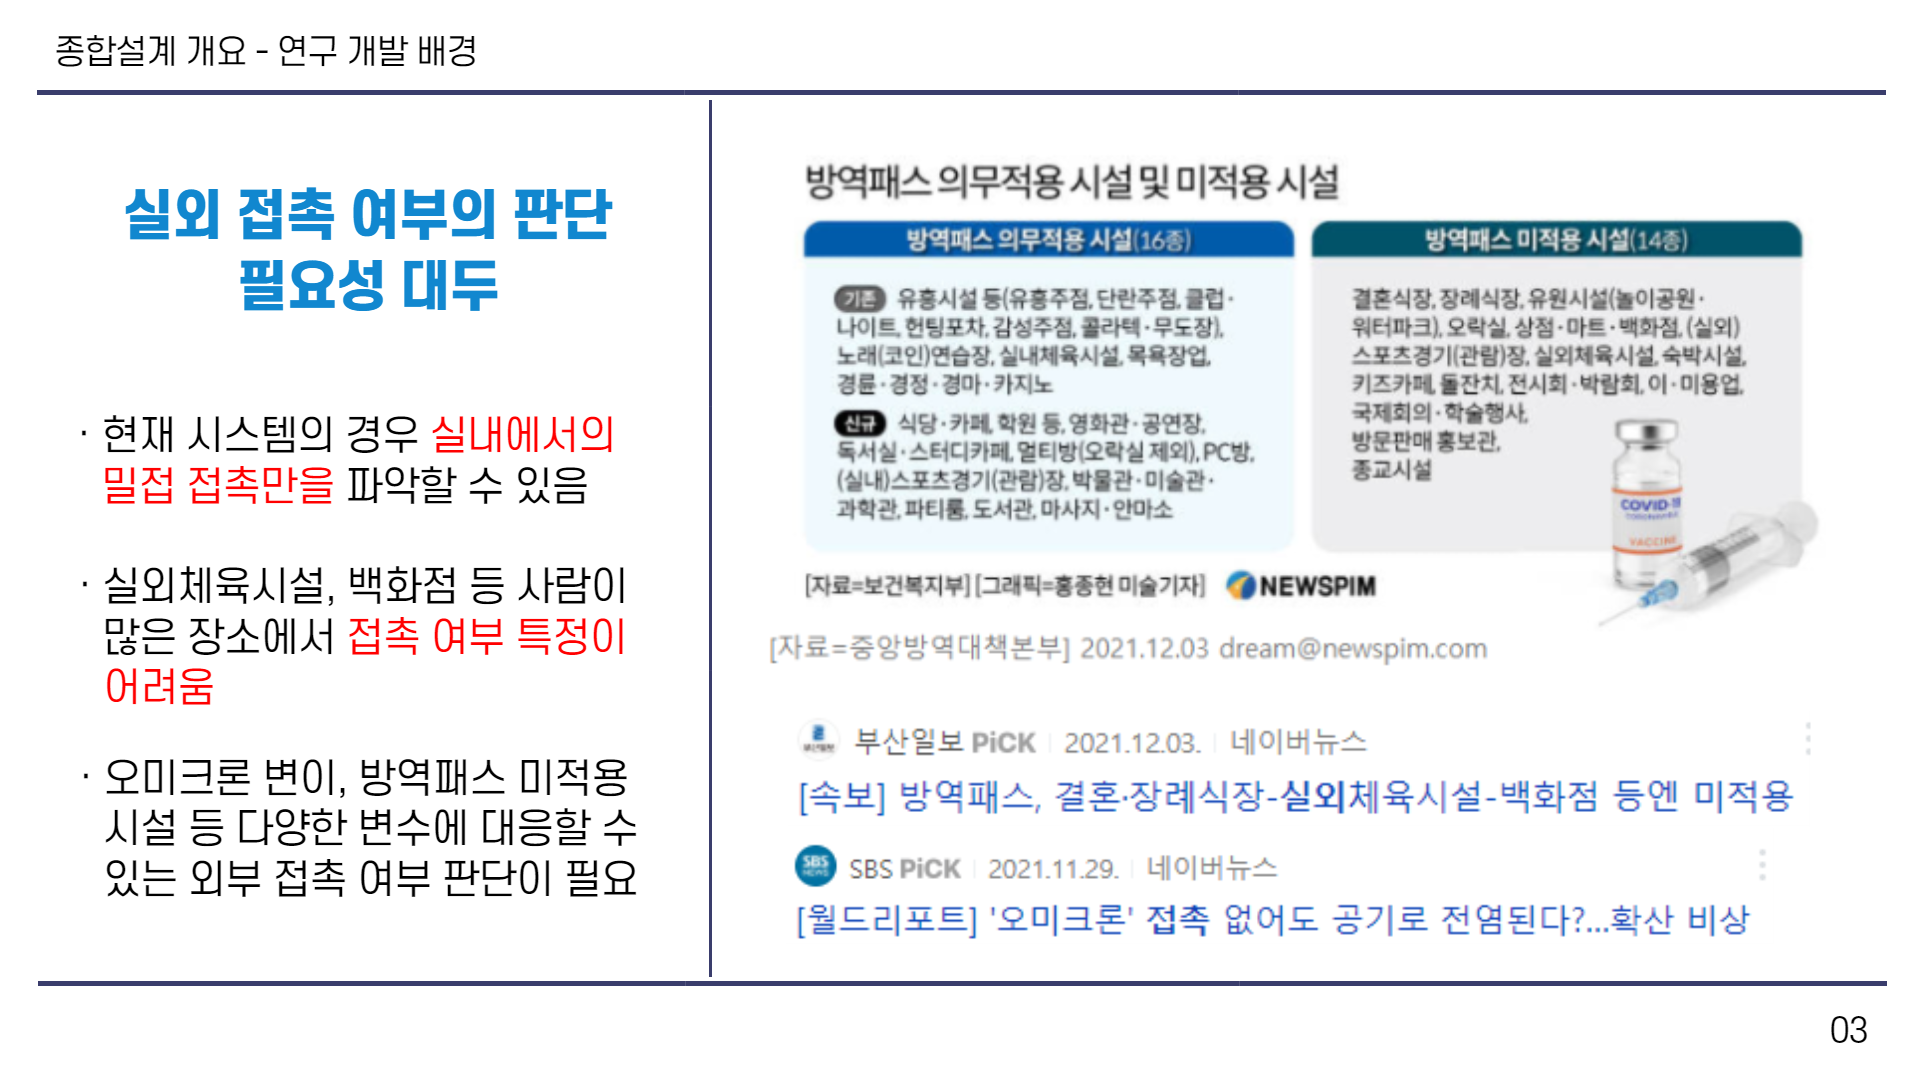 종합설계 개요 - 연구 개발 배경
실외 접촉 여부의 판단
필요성 대두
· 현재 시스템의 경우 실내에서의
밀접 접촉만을 파악할 수 있음
· 실외체육시설, 백화점 등 사람이
많은 장소에서 접촉 여부 특정이
어려움
· 오미크론 변이, 방역패스 미적용
시설 등 다양한 변수에 대응할 수
있는 외부 접촉 여부 판단이 필요
방역패스 의무적용 시설 및 미적용 시설
방역패스 의무적용 시설(16종)
기존 유흥시설 등(유흥주점, 단란주점, 클럽·
나이트, 헌팅포차, 감성주점, 콜라텍·무도장),
노래(코인)연습장, 실내체육시설, 목욕장업,
경륜·경정·경마·카지노
신규 식당·카페, 학원 등, 영화관·공연장,
독서실·스터디카페, 멀티방(오락실 제외), PC방,
(실내)스포츠경기(관람)장, 박물관·미술관·
과학관, 파티룸, 도서관, 마사지·안마소
방역패스 미적용 시설(14종)
결혼식장, 장례식장, 유원시설(놀이공원·
워터파크), 오락실, 상점·마트·백화점, (실외)
스포츠경기(관람)장, 실외체육시설, 숙박시설,
키즈카페, 돌잔치, 전시회·박람회, 이·미용업,
국제회의·학술행사,
방문판매 홍보관,
종교시설
COVID-19
CORONAVIRUS
VACCINE
[자료=보건복지부] [그래픽=홍종현 미술기자] NEWSPIM
[자료=중앙방역대책본부] 2021.12.03 dream@newspim.com
부산일보 PiCK 2021.12.03. 네이버뉴스
[속보] 방역패스, 결혼·장례식장-실외체육시설-백화점 등엔 미적용
SBS NEWS SBS PiCK 2021.11.29. 네이버뉴스
[월드리포트] '오미크론' 접촉 없어도 공기로 전염된다?...확산 비상
03